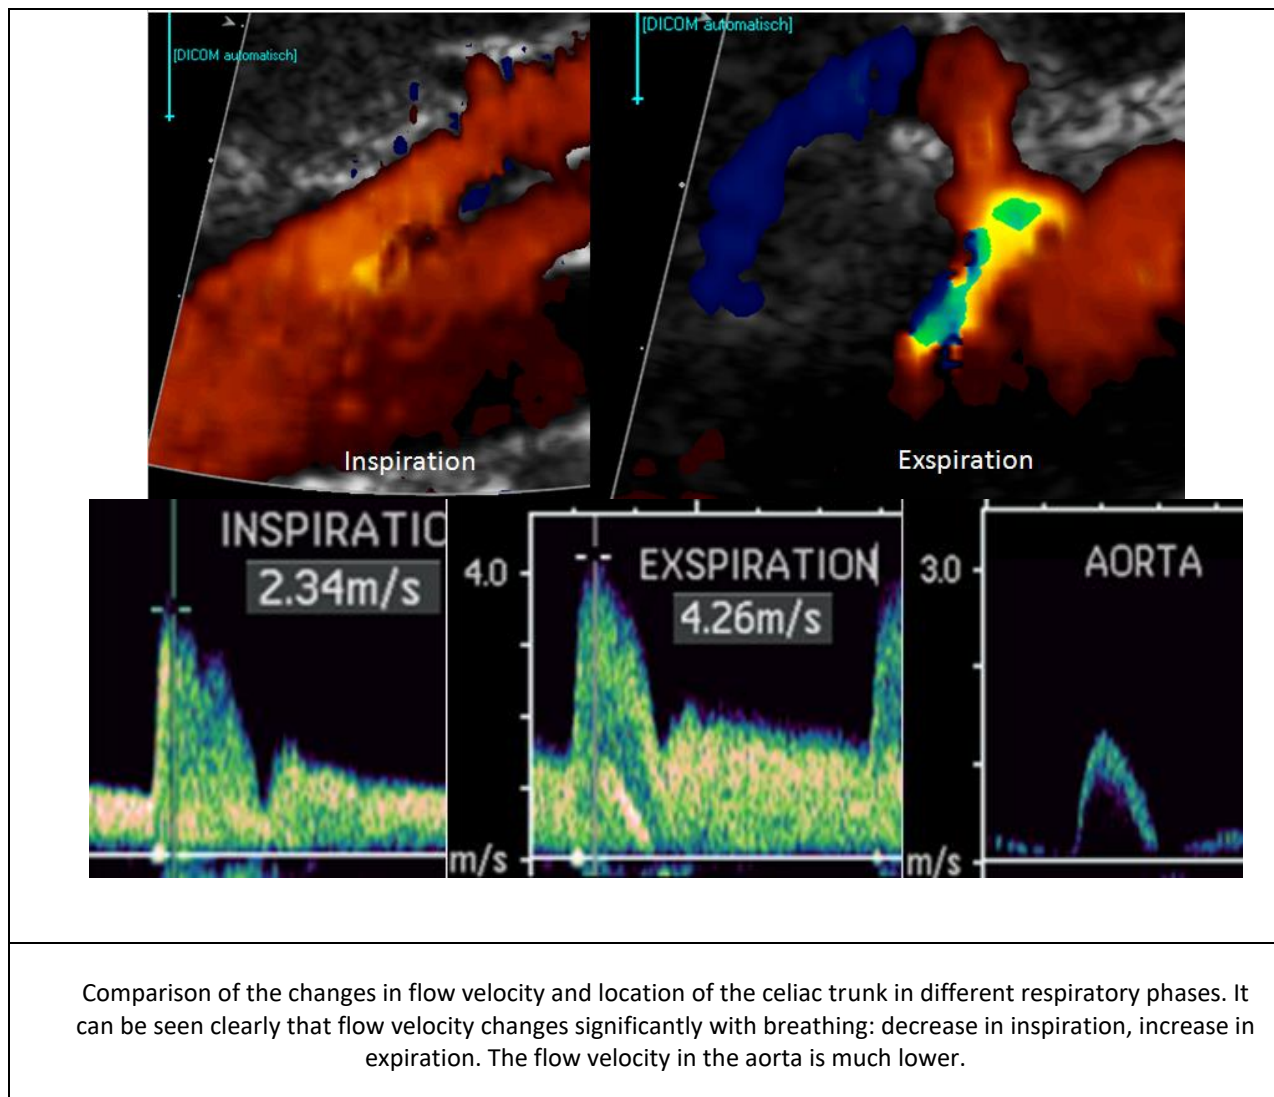 [DICOM automatisch]
[DICOM automatisch]
Inspiration
Exspiration
INSPIRATIC
2.34m/s
4.0
EXSPIRATION
4.26m/s
m/s
3.0
AORTA
m/s
Comparison of the changes in flow velocity and location of the celiac trunk in different respiratory phases. It
can be seen clearly that flow velocity changes significantly with breathing: decrease in inspiration, increase in
expiration. The flow velocity in the aorta is much lower.